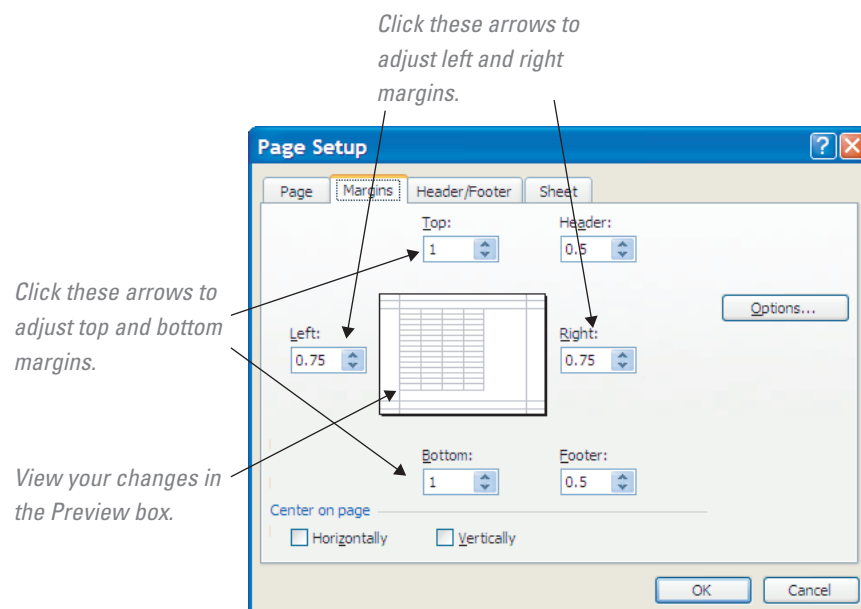 Click these arrows to
adjust left and right
margins.
Page Setup
Page Margins Header/Footer Sheet
Top: Header:
1 0.5
Click these arrows to
adjust top and bottom
margins.
Options...
Left: Right:
0.75 0.75
View your changes in
the Preview box.
Bottom: Footer:
1 0.5
Center on page
Horizontally Vertically
OK Cancel